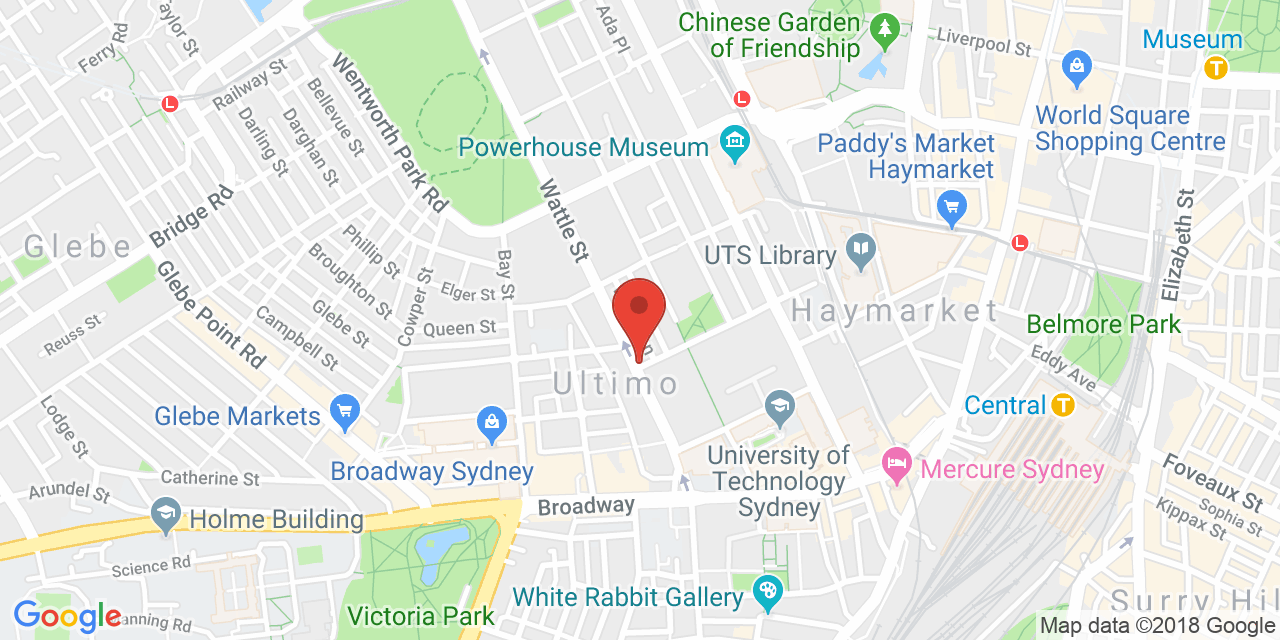 Ferry Rd
Taylor St
Railway St
Bellevue St
Darghan St
Darling St
Wentworth Park Rd
Bridge Rd
Glebe
Glebe Point Rd
Phillip St
Broughton St
Cowper St
Glebe St
Campbell St
Reuss St
Elger St
Queen St
Bay St
Wattle St
Ada Pl
Chinese Garden
of Friendship
Liverpool St
Museum
T
World Square
Shopping Centre
L
L
L
Powerhouse Museum
Paddy's Market
Haymarket
Elizabeth St
UTS Library
Haymarket
Belmore Park
Eddy Ave
Central
T
Ultimo
Glebe Markets
Broadway Sydney
Lodge St
Catherine St
Arundel St
Holme Building
Science Rd
Broadway
University of
Technology
Sydney
Mercure Sydney
Foveaux St
Sophia St
Kippax St
White Rabbit Gallery
Victoria Park
Surry Hil
Google
anning Rd
Map data ©2018 Google